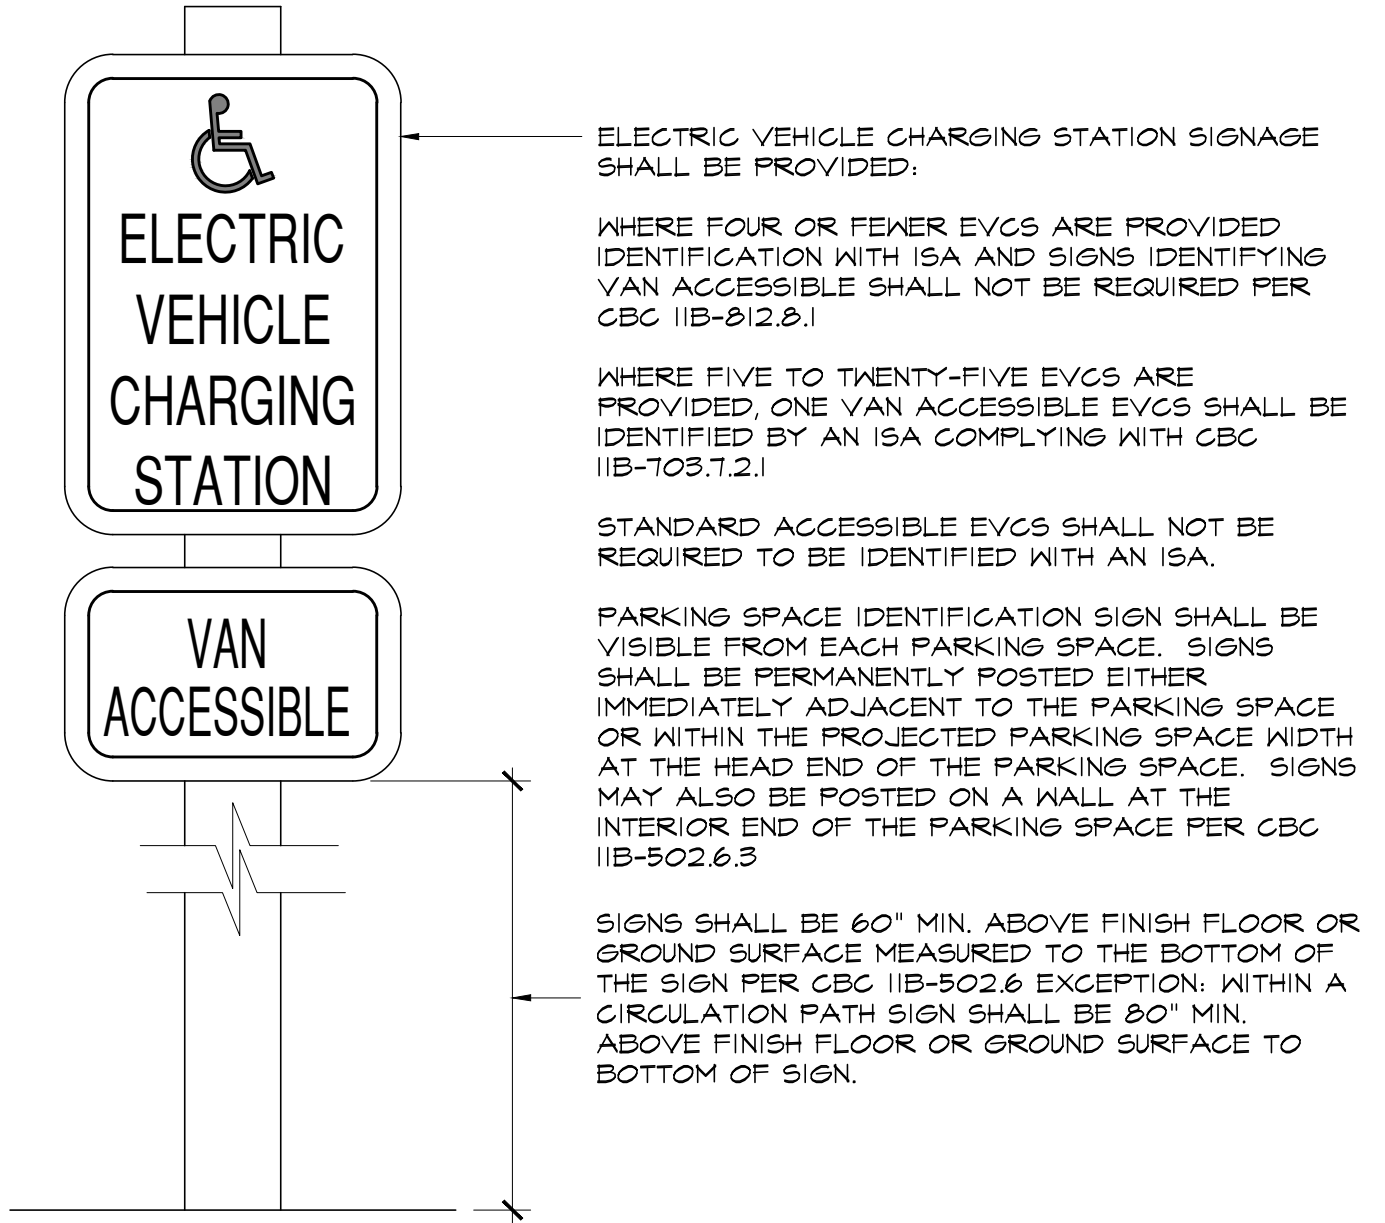 ELECTRIC
VEHICLE
CHARGING
STATION
VAN
ACCESSIBLE
ELECTRIC VEHICLE CHARGING STATION SIGNAGE
SHALL BE PROVIDED:
WHERE FOUR OR FEWER EVCS ARE PROVIDED
IDENTIFICATION WITH ISA AND SIGNS IDENTIFYING
VAN ACCESSIBLE SHALL NOT BE REQUIRED PER
CBC 11B-812.8.1
WHERE FIVE TO TWENTY-FIVE EVCS ARE
PROVIDED, ONE VAN ACCESSIBLE EVCS SHALL BE
IDENTIFIED BY AN ISA COMPLYING WITH CBC
11B-703.7.2.1
STANDARD ACCESSIBLE EVCS SHALL NOT BE
REQUIRED TO BE IDENTIFIED WITH AN ISA.
PARKING SPACE IDENTIFICATION SIGN SHALL BE
VISIBLE FROM EACH PARKING SPACE. SIGNS
SHALL BE PERMANENTLY POSTED EITHER
IMMEDIATELY ADJACENT TO THE PARKING SPACE
OR WITHIN THE PROJECTED PARKING SPACE WIDTH
AT THE HEAD END OF THE PARKING SPACE. SIGNS
MAY ALSO BE POSTED ON A WALL AT THE
INTERIOR END OF THE PARKING SPACE PER CBC
11B-502.6.3
SIGNS SHALL BE 60" MIN. ABOVE FINISH FLOOR OR
GROUND SURFACE MEASURED TO THE BOTTOM OF
THE SIGN PER CBC 11B-502.6 EXCEPTION: WITHIN A
CIRCULATION PATH SIGN SHALL BE 80" MIN.
ABOVE FINISH FLOOR OR GROUND SURFACE TO
BOTTOM OF SIGN.